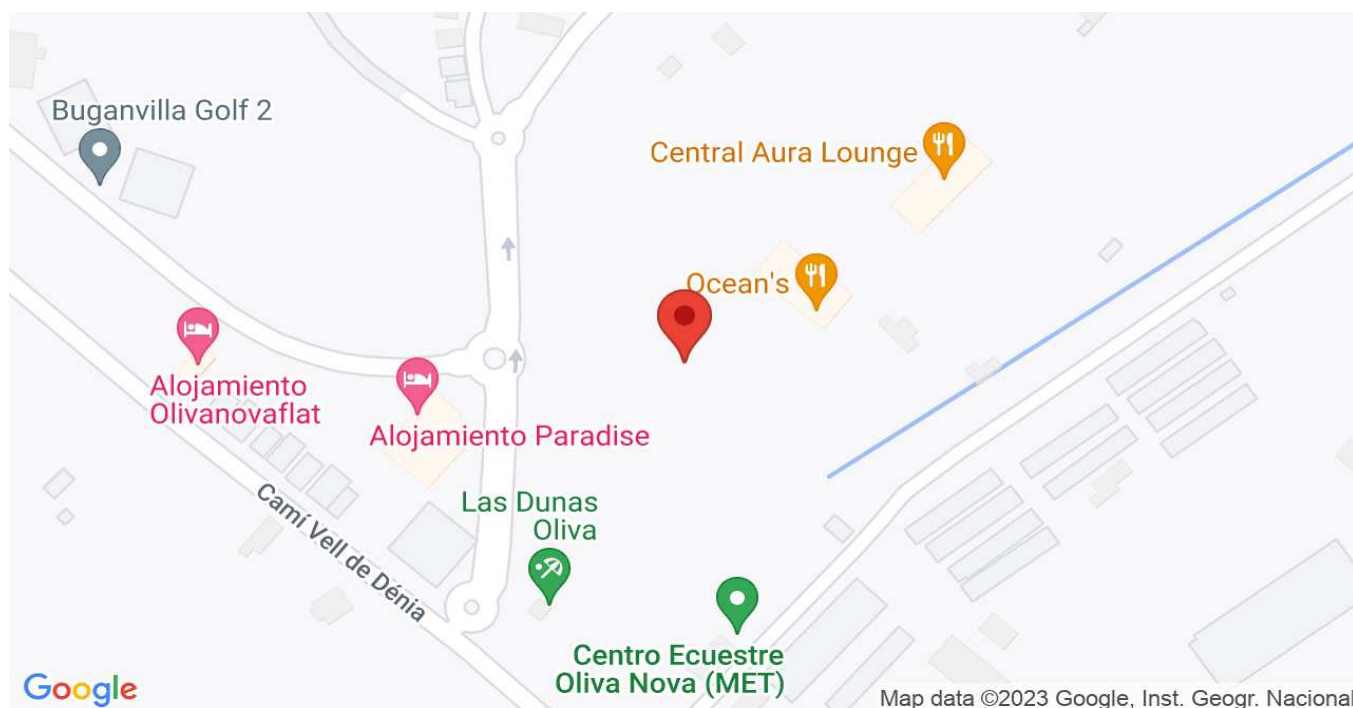 Buganvilla Golf 2
Central Aura Lounge
Ocean's
Alojamiento
Olivanovaflat
Alojamiento Paradise
Las Dunas
Oliva
Camí Vell de Dénia
Centro Ecuestre
Oliva Nova (MET)
Google
Map data ©2023 Google, Inst. Geogr. Nacional